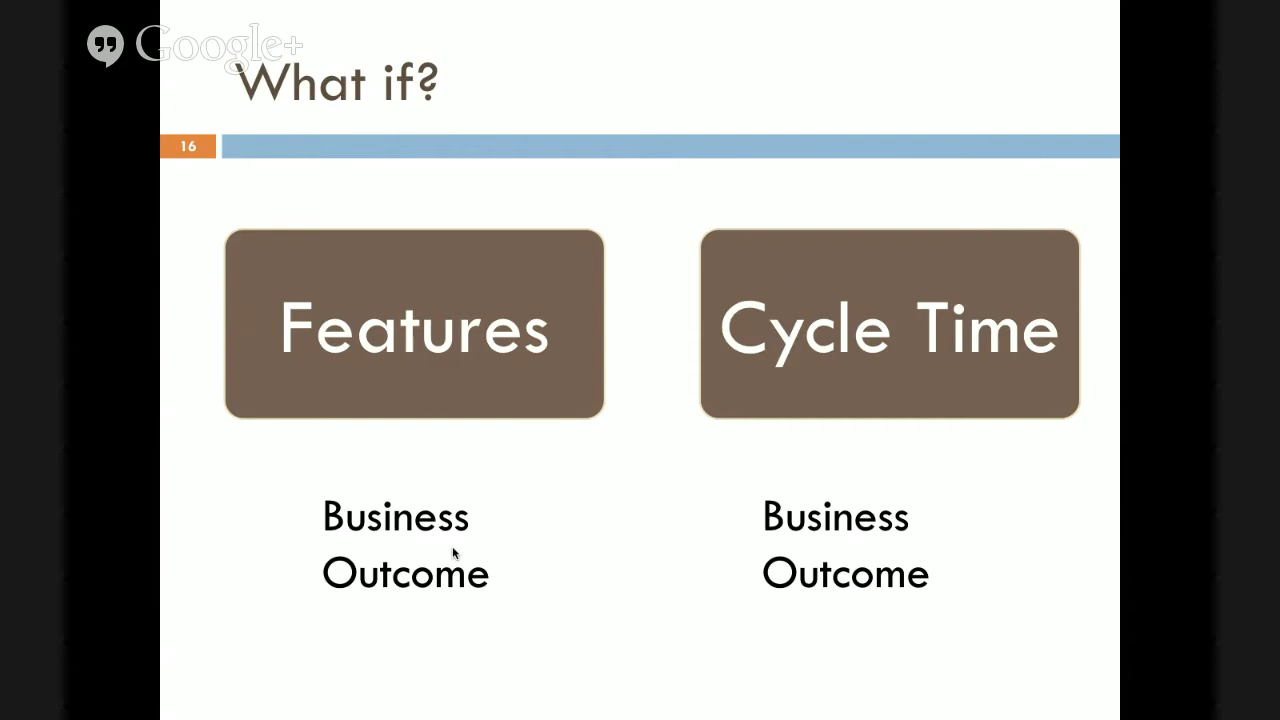 Google+
What if?
16
Features
Cycle Time
Business
Outcome
Business
Outcome